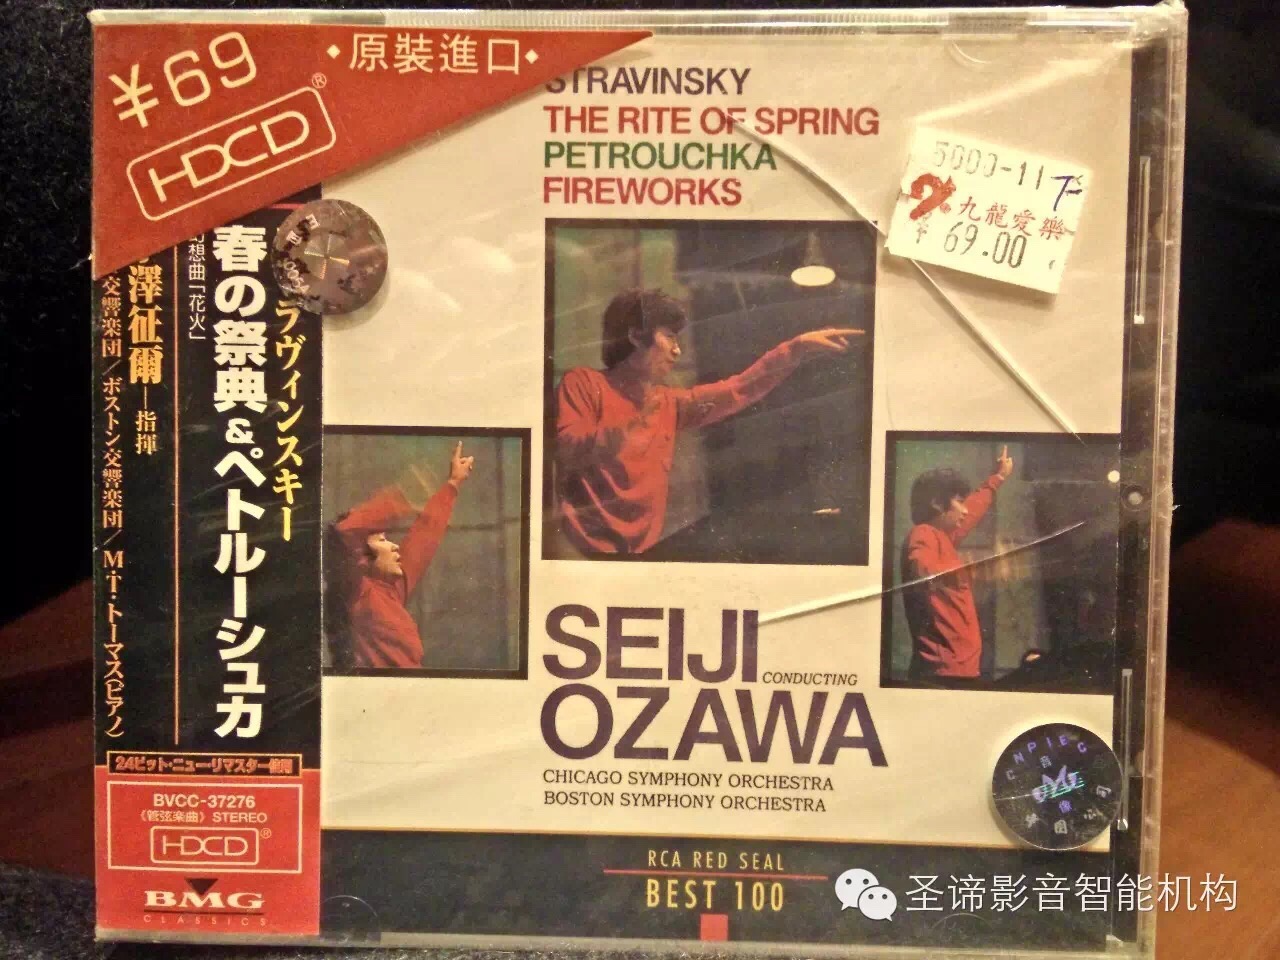 ¥69
·原裝進口·
HDCD®
STRAVINSKY
THE RITE OF SPRING
PETROUCHKA
FIREWORKS
5000-11
九龍愛樂
69.00
ラヴィンスキー
春の祭典&ペトルーシュカ
幻想曲「花火」
澤征爾—指揮
交響楽団/ボストン交響楽団/M・T・トーマス(ピアノ)
24ビット・ニューリマスター使用
BVCC-37276
《管弦楽曲》STEREO
HDCD®
BMG
CLASSICS
SEIJI
CONDUCTING
OZAWA
CHICAGO SYMPHONY ORCHESTRA
BOSTON SYMPHONY ORCHESTRA
CNPIEC
音
BMG
像
RCA RED SEAL
BEST 100
圣谛影音智能机构